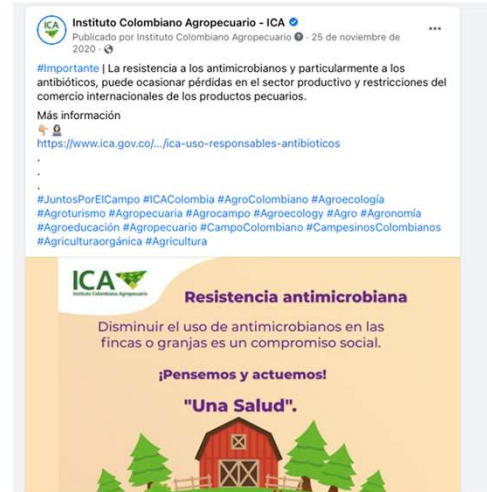 ICA
Instituto Colombiano Agropecuario - ICA
Publicado por Instituto Colombiano Agropecuario · 25 de noviembre de
2020 ·
#Importante | La resistencia a los antimicrobianos y particularmente a los
antibióticos, puede ocasionar pérdidas en el sector productivo y restricciones del
comercio internacionales de los productos pecuarios.
Más información
https://www.ica.gov.co/.../ica-uso-responsables-antibioticos
.
.
.
#JuntosPorElCampo #ICAColombia #AgroColombiano #Agroecología
#Agroturismo #Agropecuaria #Agrocampo #Agroecology #Agro #Agronomía
#Agroeducación #Agropecuario #CampoColombiano #CampesinosColombianos
#Agriculturaorgánica #Agricultura
ICA
Instituto Colombiano Agropecuario
Resistencia antimicrobiana
Disminuir el uso de antimicrobianos en las
fincas o granjas es un compromiso social.
¡Pensemos y actuemos!
"Una Salud".